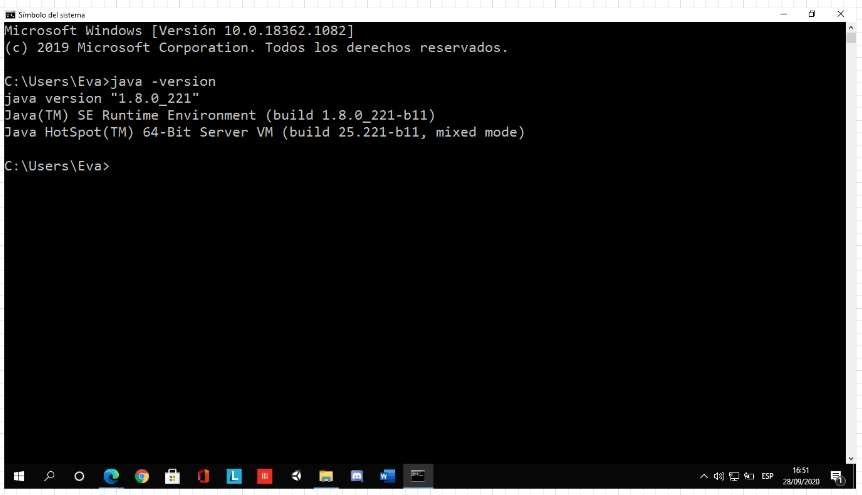 Símbolo del sistema
Microsoft Windows [Versión 10.0.18362.1082]
(c) 2019 Microsoft Corporation. Todos los derechos reservados.
C:\Users\Eva>java -version
java version "1.8.0_221"
Java(TM) SE Runtime Environment (build 1.8.0_221-b11)
Java HotSpot(TM) 64-Bit Server VM (build 25.221-b11, mixed mode)
C:\Users\Eva>
L
W
ESP
16:51
28/09/2020
1